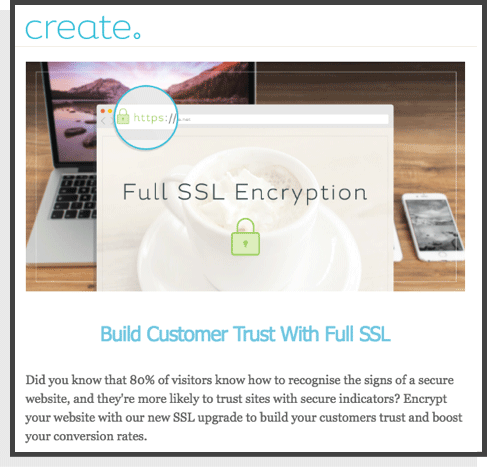 create.
https://
Full SSL Encryption
Build Customer Trust With Full SSL
Did you know that 80% of visitors know how to recognise the signs of a secure
website, and they're more likely to trust sites with secure indicators? Encrypt
your website with our new SSL upgrade to build your customers trust and boost
your conversion rates.